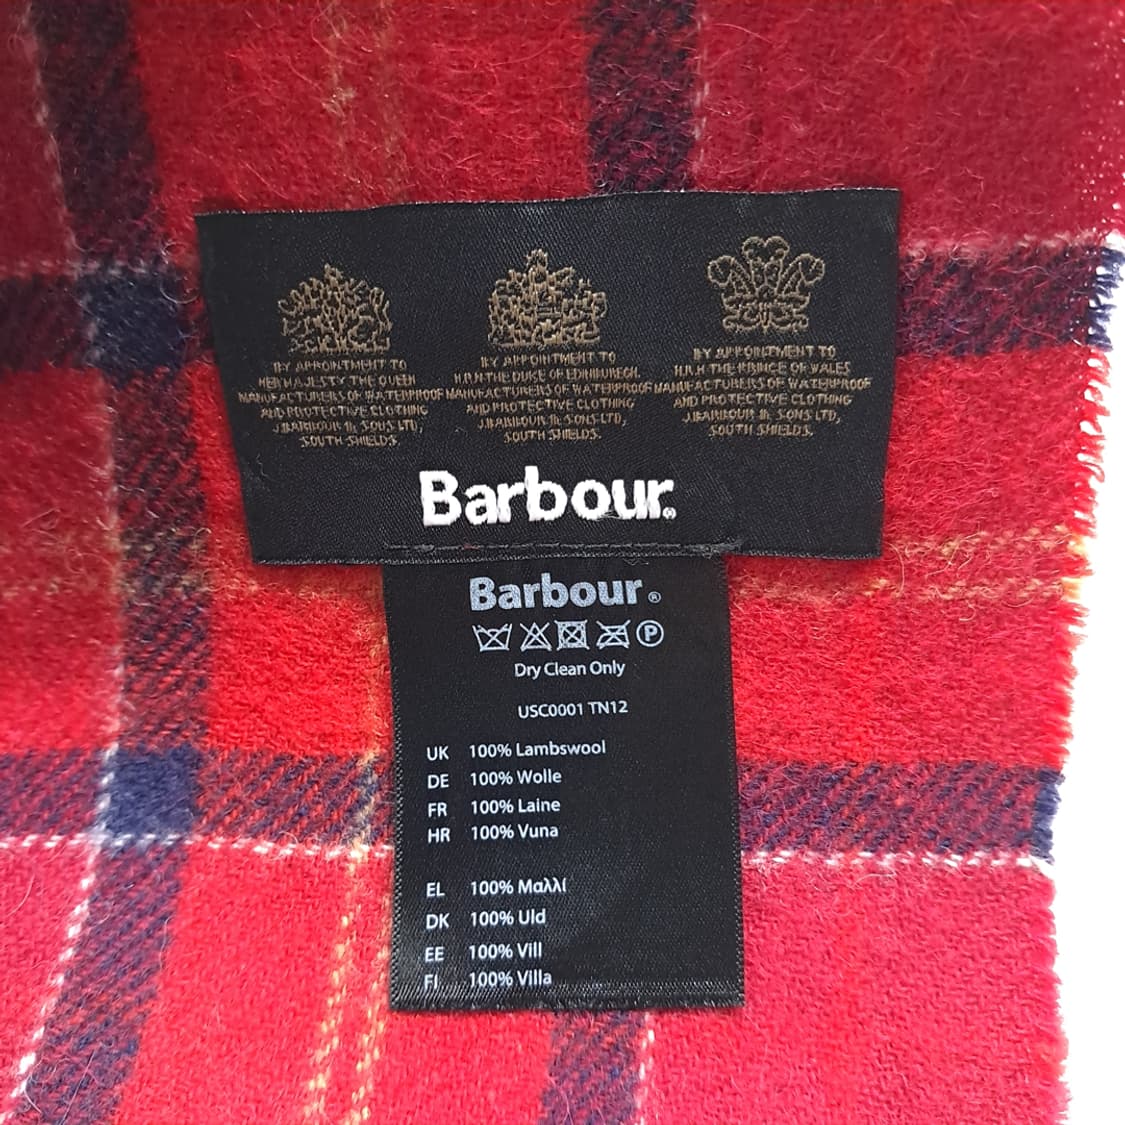 BY APPOINTMENT TO
HER MAJESTY THE QUEEN
MANUFACTURERS OF WATERPROOF
AND PROTECTIVE CLOTHING
J.BARBOUR & SONS LTD,
SOUTH SHIELDS.
BY APPOINTMENT TO
H.R.H THE DUKE OF EDINBURGH.
MANUFACTURERS OF WATERPROOF
AND PROTECTIVE CLOTHING
J.BARBOUR & SONS LTD,
SOUTH SHIELDS.
BY APPOINTMENT TO
H.R.H THE PRINCE OF WALES
MANUFACTURERS OF WATERPROOF
AND PROTECTIVE CLOTHING
J.BARBOUR & SONS LTD,
SOUTH SHIELDS.
Barbour®
Barbour®
P
Dry Clean Only
USC0001 TN12
UK 100% Lambswool
DE 100% Wolle
FR 100% Laine
HR 100% Vuna
EL 100% Μαλλί
DK 100% Uld
EE 100% Vill
FI 100% Villa